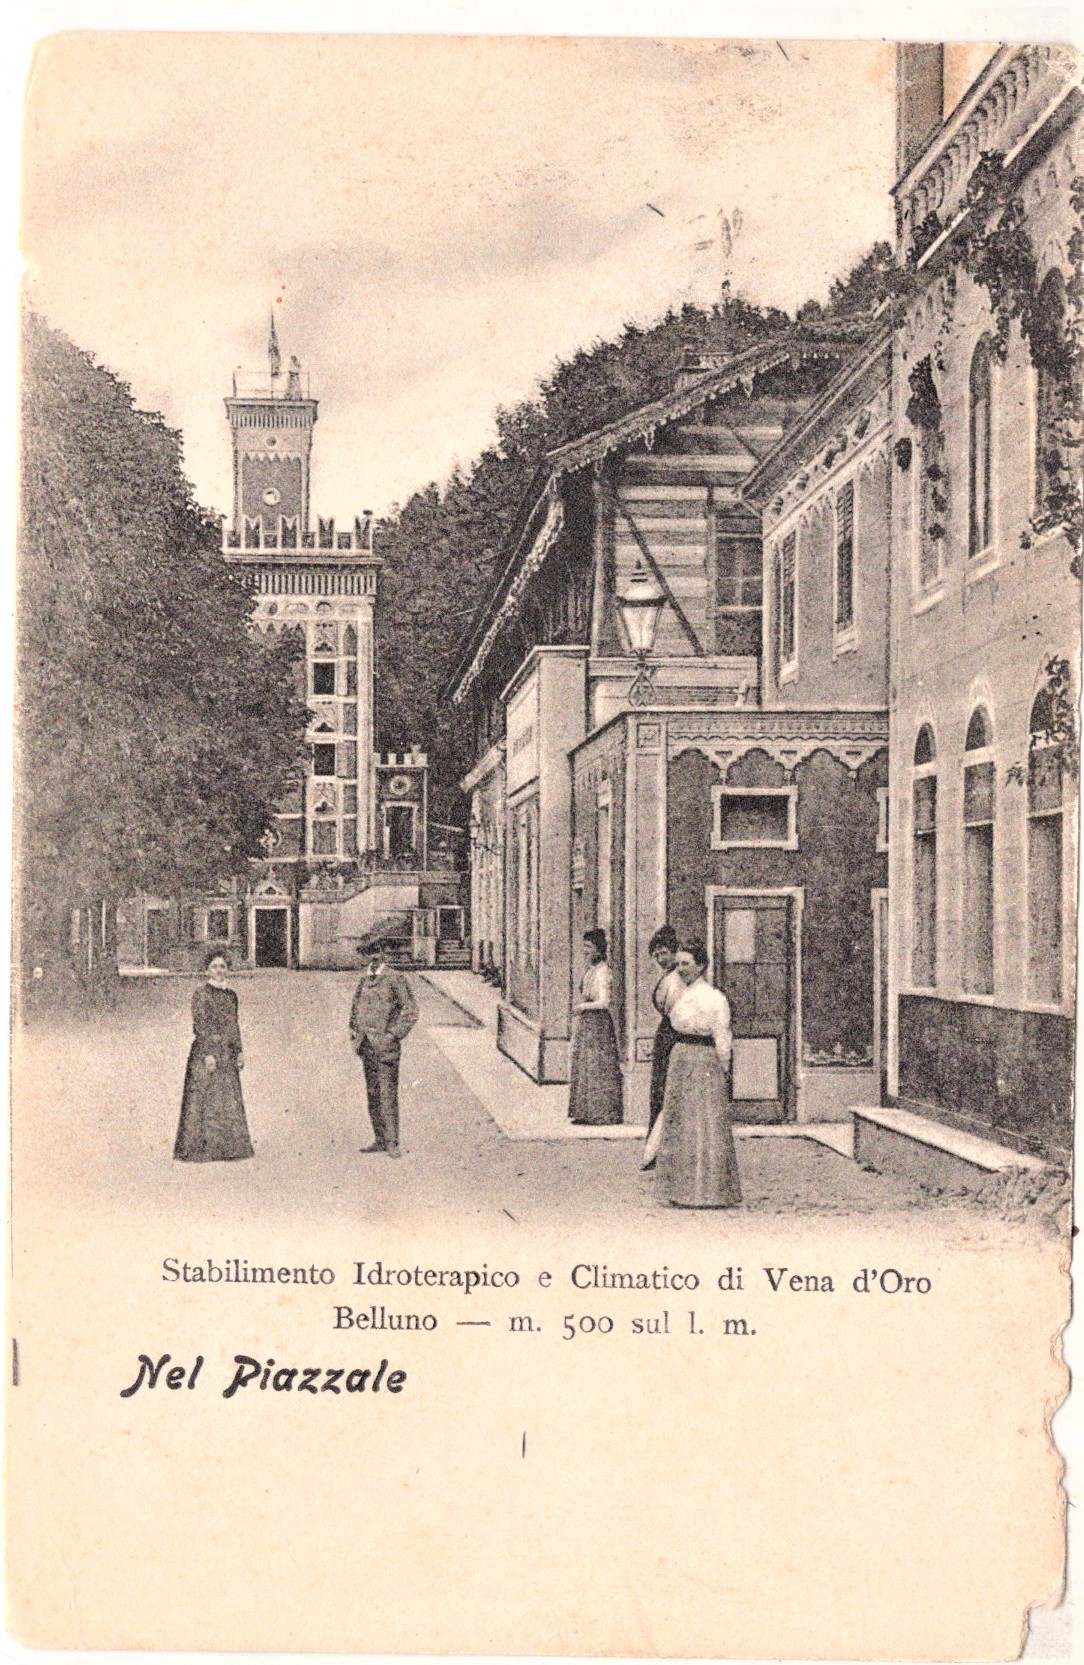 Stabilimento Idroterapico e Climatico di Vena d'Oro
Belluno — m. 500 sul l. m.
Nel Piazzale